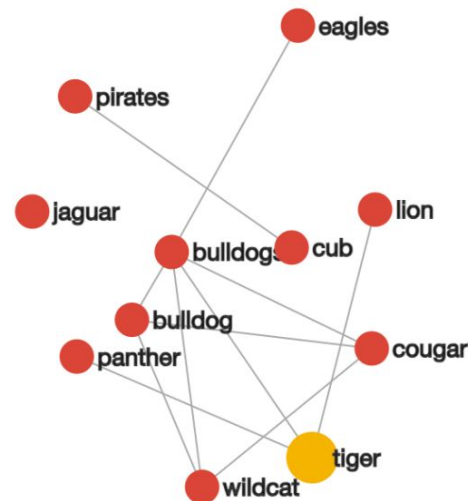 eagles
pirates
jaguar
lion
bulldogs
cub
bulldog
cougar
panther
tiger
wildcat